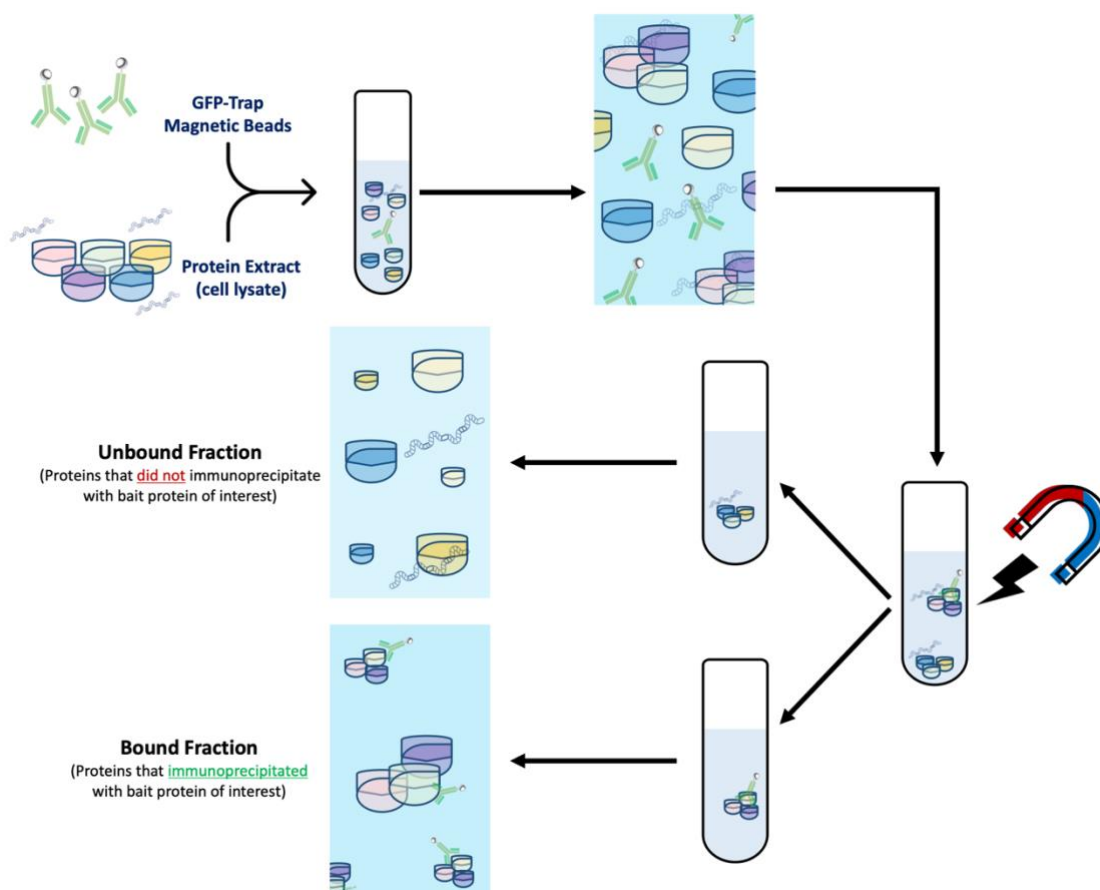 GFP-Trap
Magnetic Beads
Protein Extract
(cell lysate)
Unbound Fraction
(Proteins that did not immunoprecipitate
with bait protein of interest)
Bound Fraction
(Proteins that immunoprecipitated
with bait protein of interest)